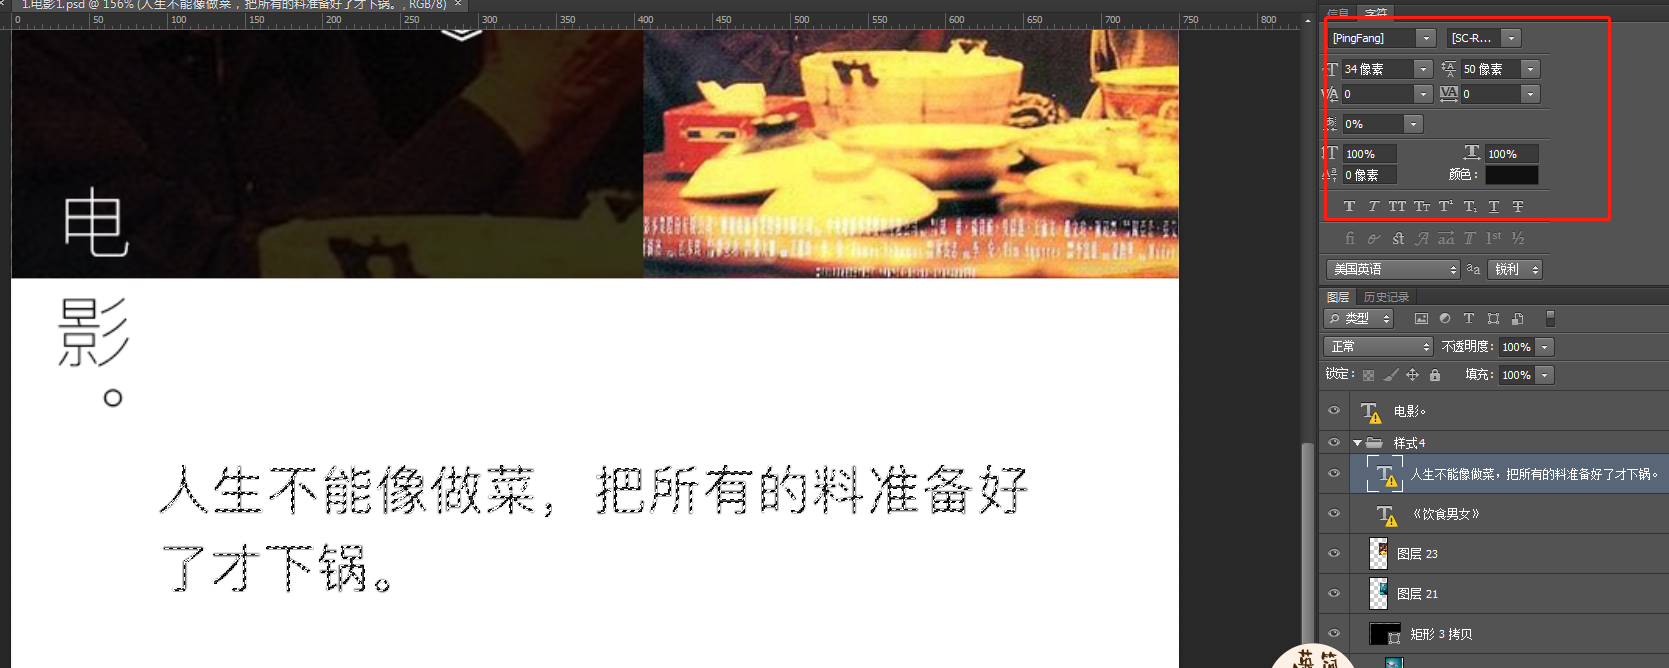 1.电影1.psd @ 156% (人生不能像做菜，把所有的料准备好了才下锅。, RGB/8) ×
0 50 100 150 200 250 300 350 400 450 500 550 600 650 700 750 800
电
影
。
人生不能像做菜，把所有的料准备好
了才下锅。
信息 字符
[PingFang] [SC-R...
34 像素 50 像素
0 0
0%
100% 100%
0 像素 颜色：
美国英语 aa 锐利
图层 历史记录
类型
正常 不透明度: 100%
锁定: 填充: 100%
电影。
样式4
人生不能像做菜，把所有的料准备好了才下锅。
《饮食男女》
图层 23
图层 21
矩形 3 拷贝